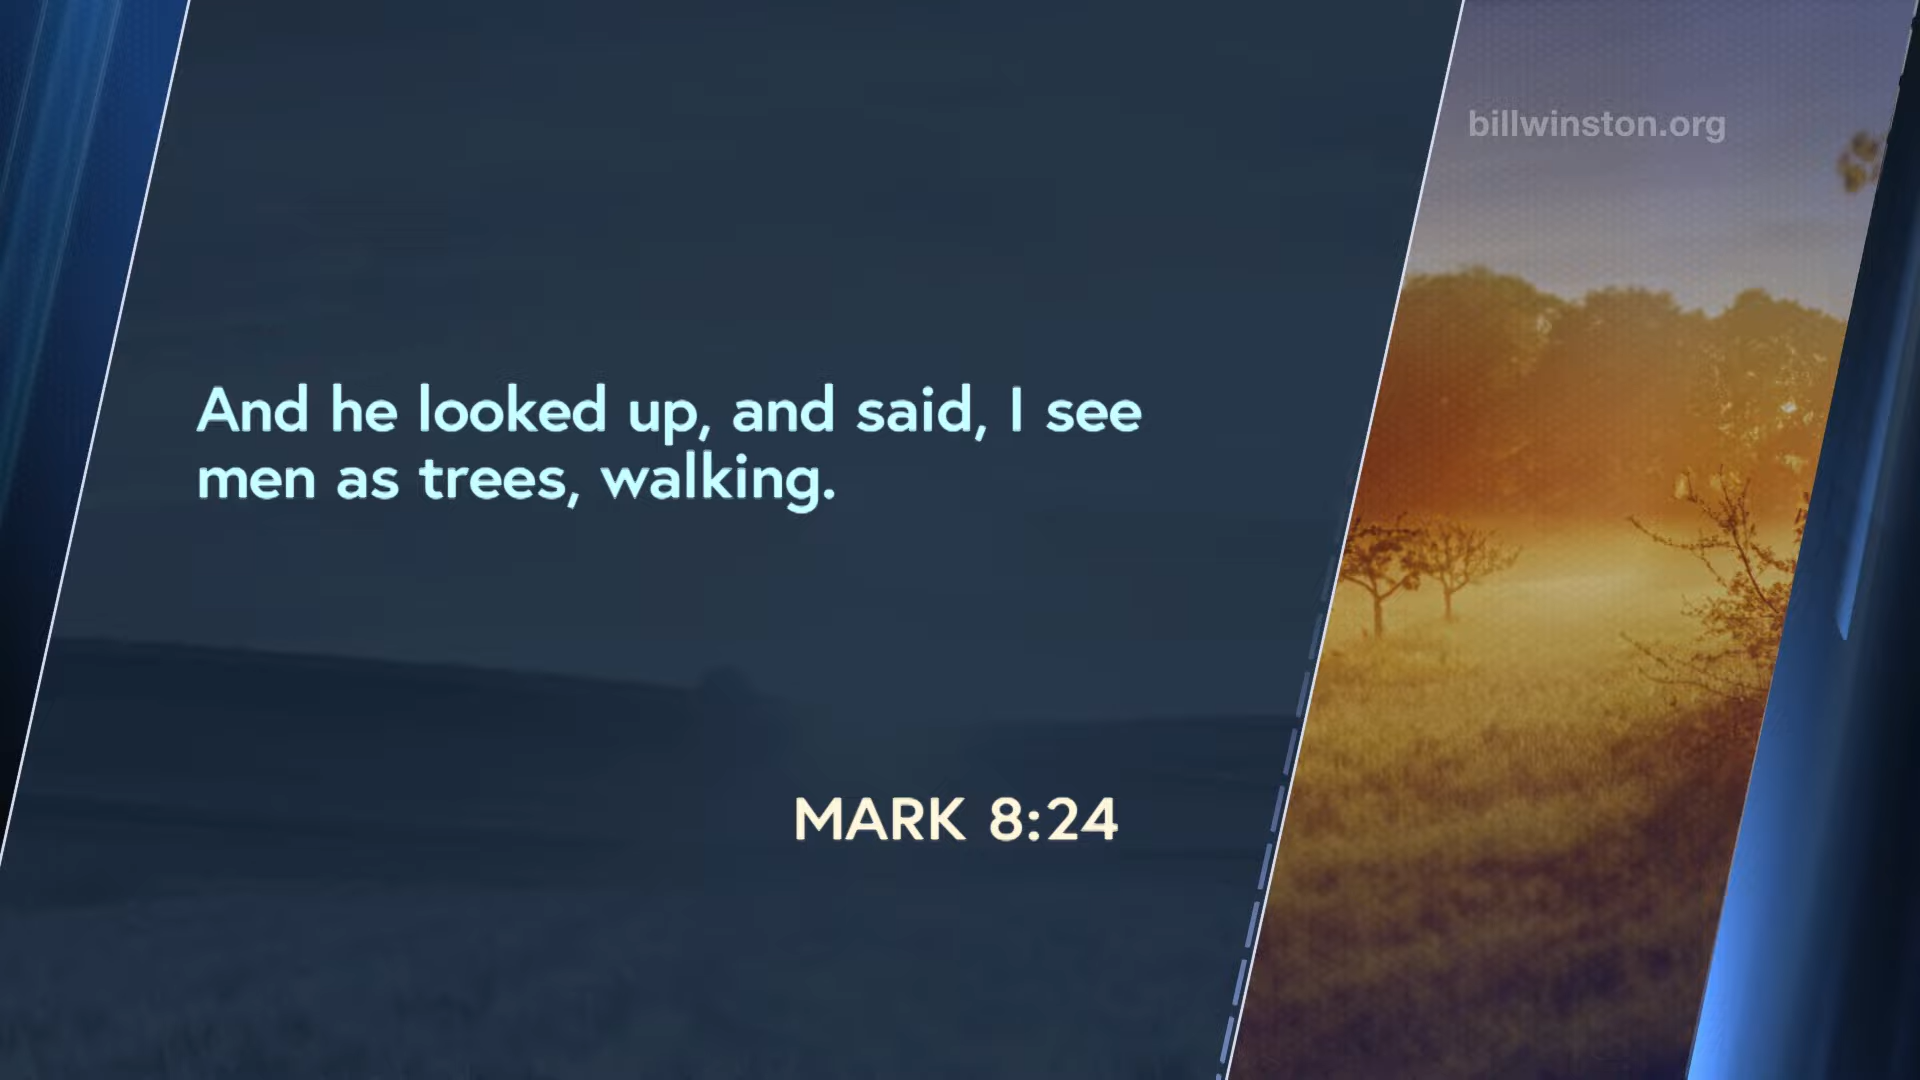 billwinston.org
And he looked up, and said, I see
men as trees, walking.
MARK 8:24